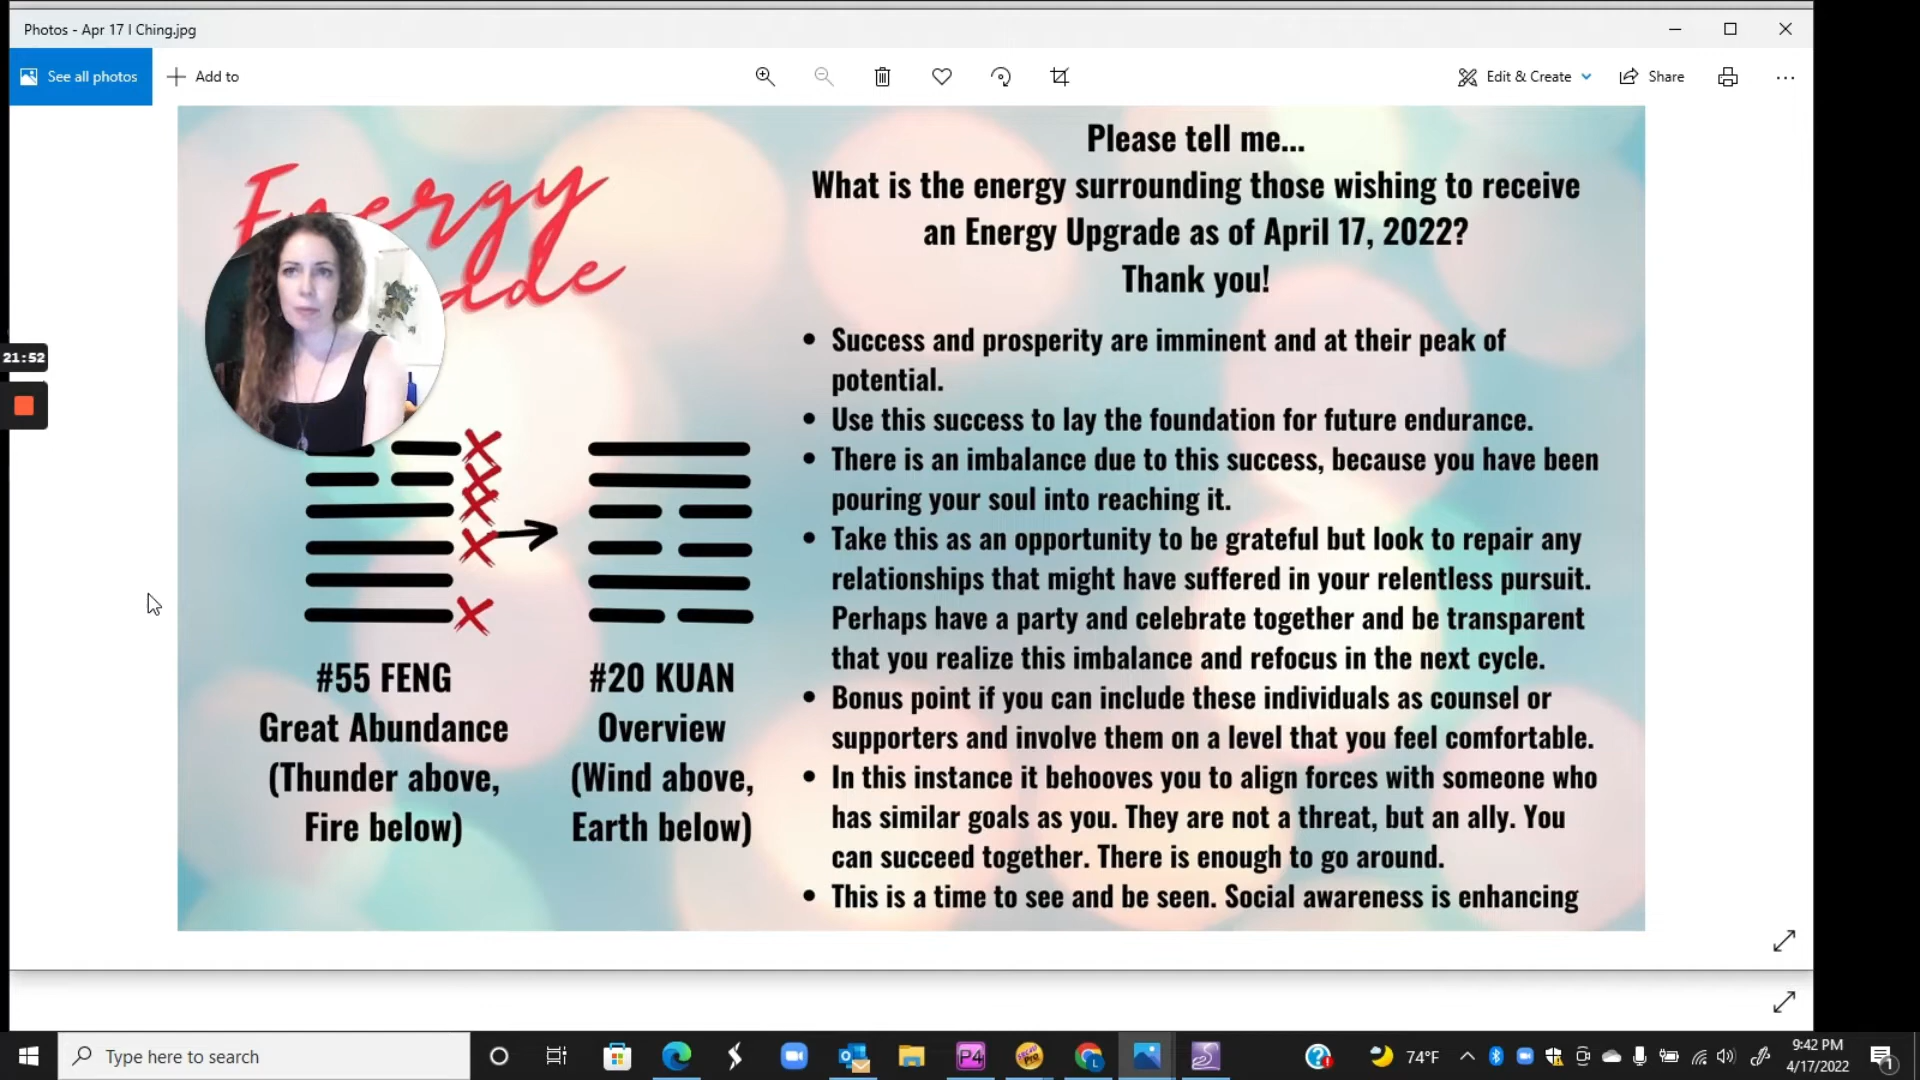 Photos - Apr 17 I Ching.jpg
See all photos
Add to
Edit & Create
Share
Energy
Please tell me...
What is the energy surrounding those wishing to receive
an Energy Upgrade as of April 17, 2022?
Thank you!
• Success and prosperity are imminent and at their peak of
potential.
• Use this success to lay the foundation for future endurance.
• There is an imbalance due to this success, because you have been
pouring your soul into reaching it.
• Take this as an opportunity to be grateful but look to repair any
relationships that might have suffered in your relentless pursuit.
Perhaps have a party and celebrate together and be transparent
that you realize this imbalance and refocus in the next cycle.
• Bonus point if you can include these individuals as counsel or
supporters and involve them on a level that you feel comfortable.
• In this instance it behooves you to align forces with someone who
has similar goals as you. They are not a threat, but an ally. You
can succeed together. There is enough to go around.
• This is a time to see and be seen. Social awareness is enhancing
21:52
#55 FENG
Great Abundance
(Thunder above,
Fire below)
#20 KUAN
Overview
(Wind above,
Earth below)
Type here to search
P4
L
74°F
9:42 PM
4/17/2022
1